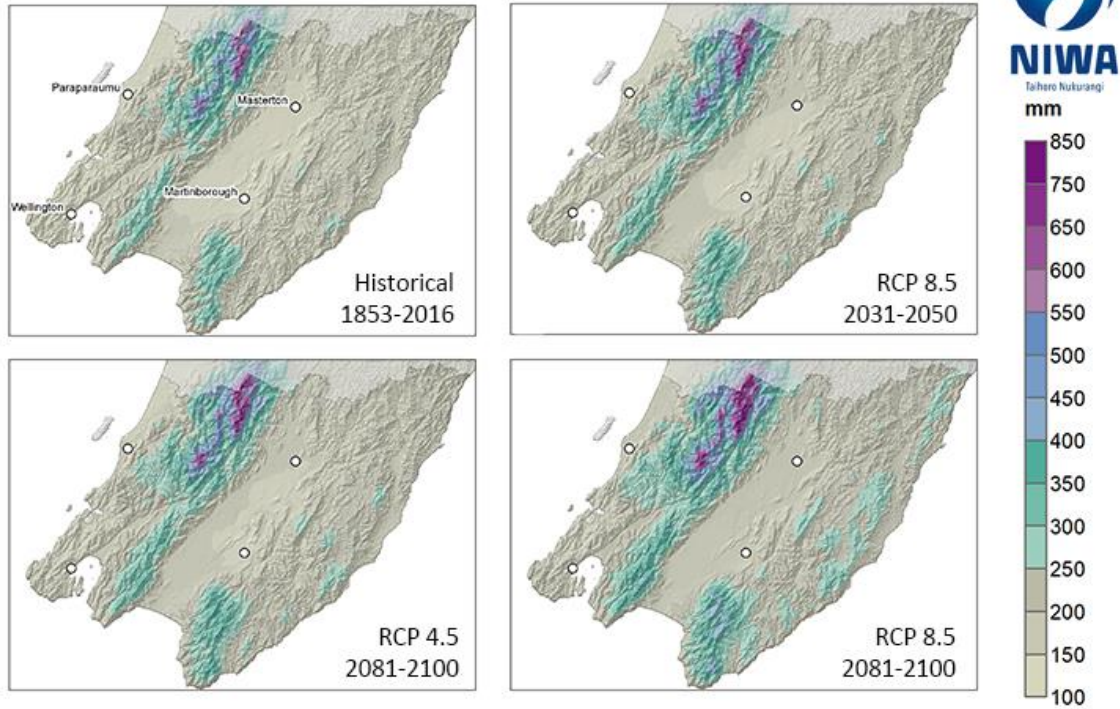 Paraparaumu
Masterton
Martinborough
Wellington
Historical
1853-2016
RCP 8.5
2031-2050
RCP 4.5
2081-2100
RCP 8.5
2081-2100
NIWA
Taihoro Nukurangi
mm
850
750
650
600
550
500
450
400
350
300
250
200
150
100